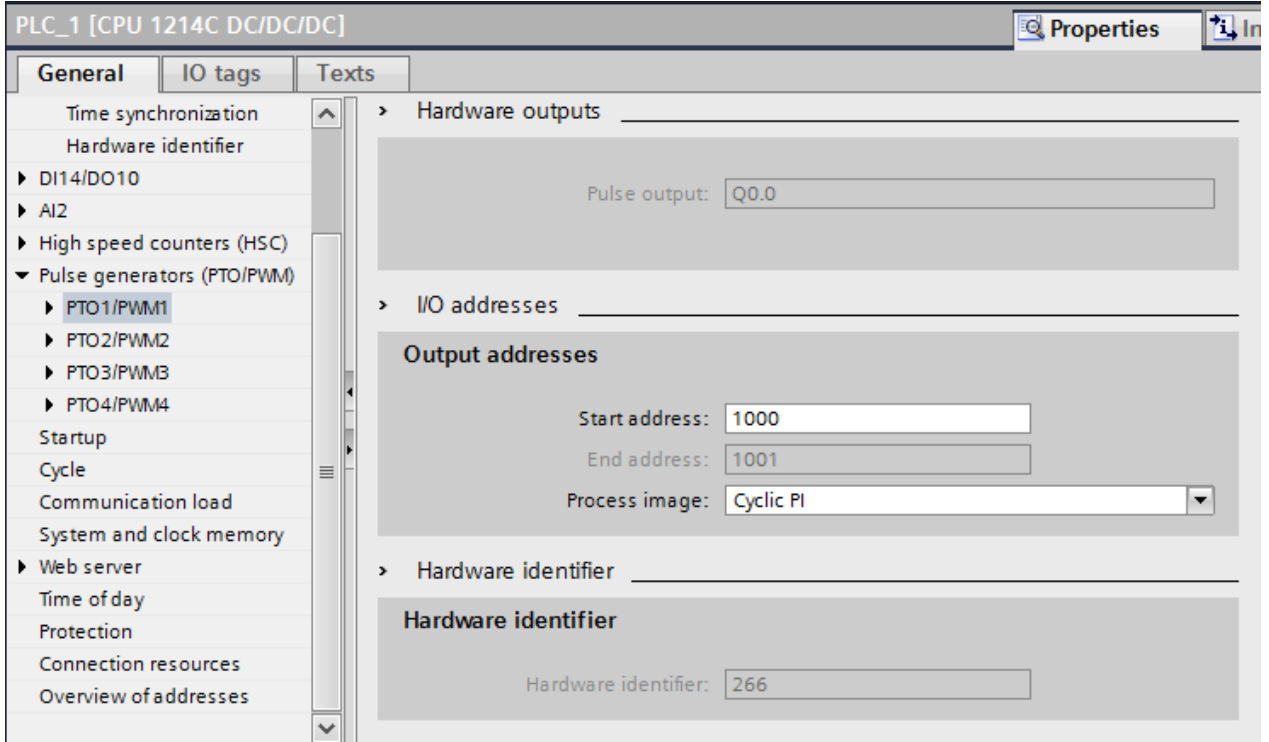 PLC_1 [CPU 1214C DC/DC/DC]
Properties
General
IO tags
Texts
Time synchronization
Hardware identifier
DI14/DO10
AI2
High speed counters (HSC)
Pulse generators (PTO/PWM)
PTO1/PWM1
PTO2/PWM2
PTO3/PWM3
PTO4/PWM4
Startup
Cycle
Communication load
System and clock memory
Web server
Time of day
Protection
Connection resources
Overview of addresses
Hardware outputs
Pulse output: Q0.0
I/O addresses
Output addresses
Start address: 1000
End address: 1001
Process image: Cyclic PI
Hardware identifier
Hardware identifier
Hardware identifier: 266